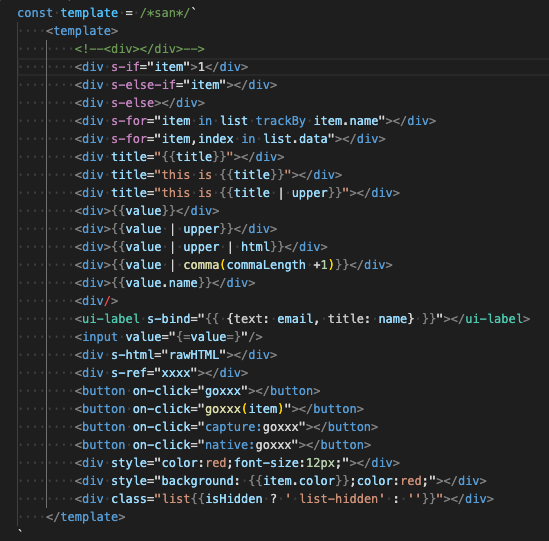 const template = /*san*/`
<template>
<!--<div></div>-->
<div s-if="item">1</div>
<div s-else-if="item"></div>
<div s-else></div>
<div s-for="item in list trackBy item.name"></div>
<div s-for="item,index in list.data"></div>
<div title="{{title}}"></div>
<div title="this is {{title}}"></div>
<div title="this is {{title | upper}}"></div>
<div>{{value}}</div>
<div>{{value | upper}}</div>
<div>{{value | upper | html}}</div>
<div>{{value | comma(commaLength +1)}}</div>
<div>{{value.name}}</div>
<div/>
<ui-label s-bind="{{ {text: email, title: name} }}"></ui-label>
<input value="{=value=}"/>
<div s-html="rawHTML"></div>
<div s-ref="xxxx"></div>
<button on-click="goxxx"></button>
<button on-click="goxxx(item)"></button>
<button on-click="capture:goxxx"></button>
<button on-click="native:goxxx"></button>
<div style="color:red;font-size:12px;"></div>
<div style="background: {{item.color}};color:red;"></div>
<div class="list{{isHidden ? ' list-hidden' : ''}}"></div>
</template>
`